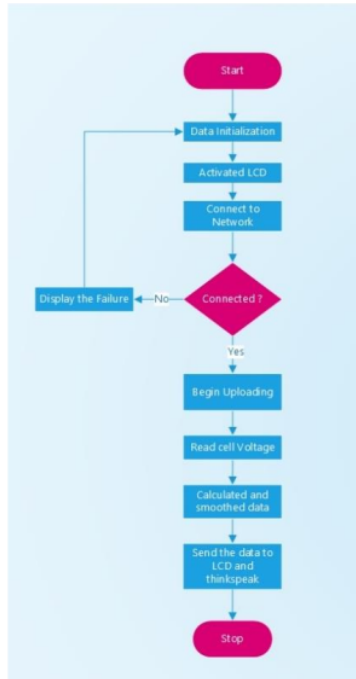 Start
Data Initialization
Activated LCD
Connect to
Network
Display the Failure
No
Connected ?
Yes
Begin Uploading
Read cell Voltage
Calculated and
smoothed data
Send the data to
LCD and
thinkspeak
Stop